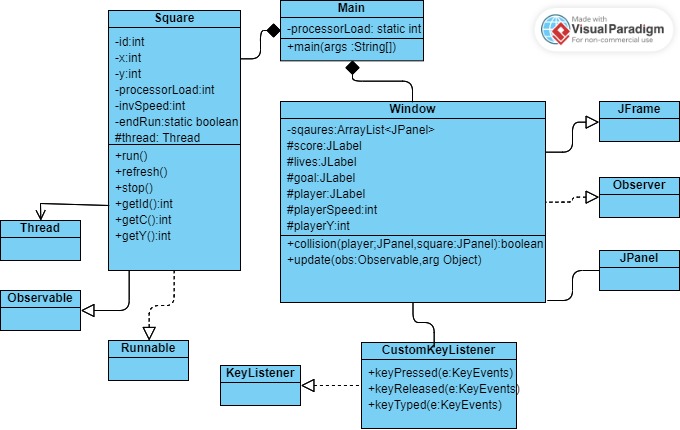 Square
-id:int
-x:int
-y:int
-processorLoad:int
-invSpeed:int
-endRun:static boolean
#thread: Thread
+run()
+refresh()
+stop()
+getId():int
+getC():int
+getY():int
Main
-processorLoad: static int
+main(args :String[])
Made with
Visual Paradigm
For non-commercial use
Window
-sqaures:ArrayList<JPanel>
#score:JLabel
#lives:JLabel
#goal:JLabel
#player:JLabel
#playerSpeed:int
#playerY:int
+collision(player;JPanel,square:JPanel):boolean
+update(obs:Observable,arg Object)
JFrame
Observer
JPanel
Thread
Observable
Runnable
KeyListener
CustomKeyListener
+keyPressed(e:KeyEvents)
+keyReleased(e:KeyEvents)
+keyTyped(e:KeyEvents)